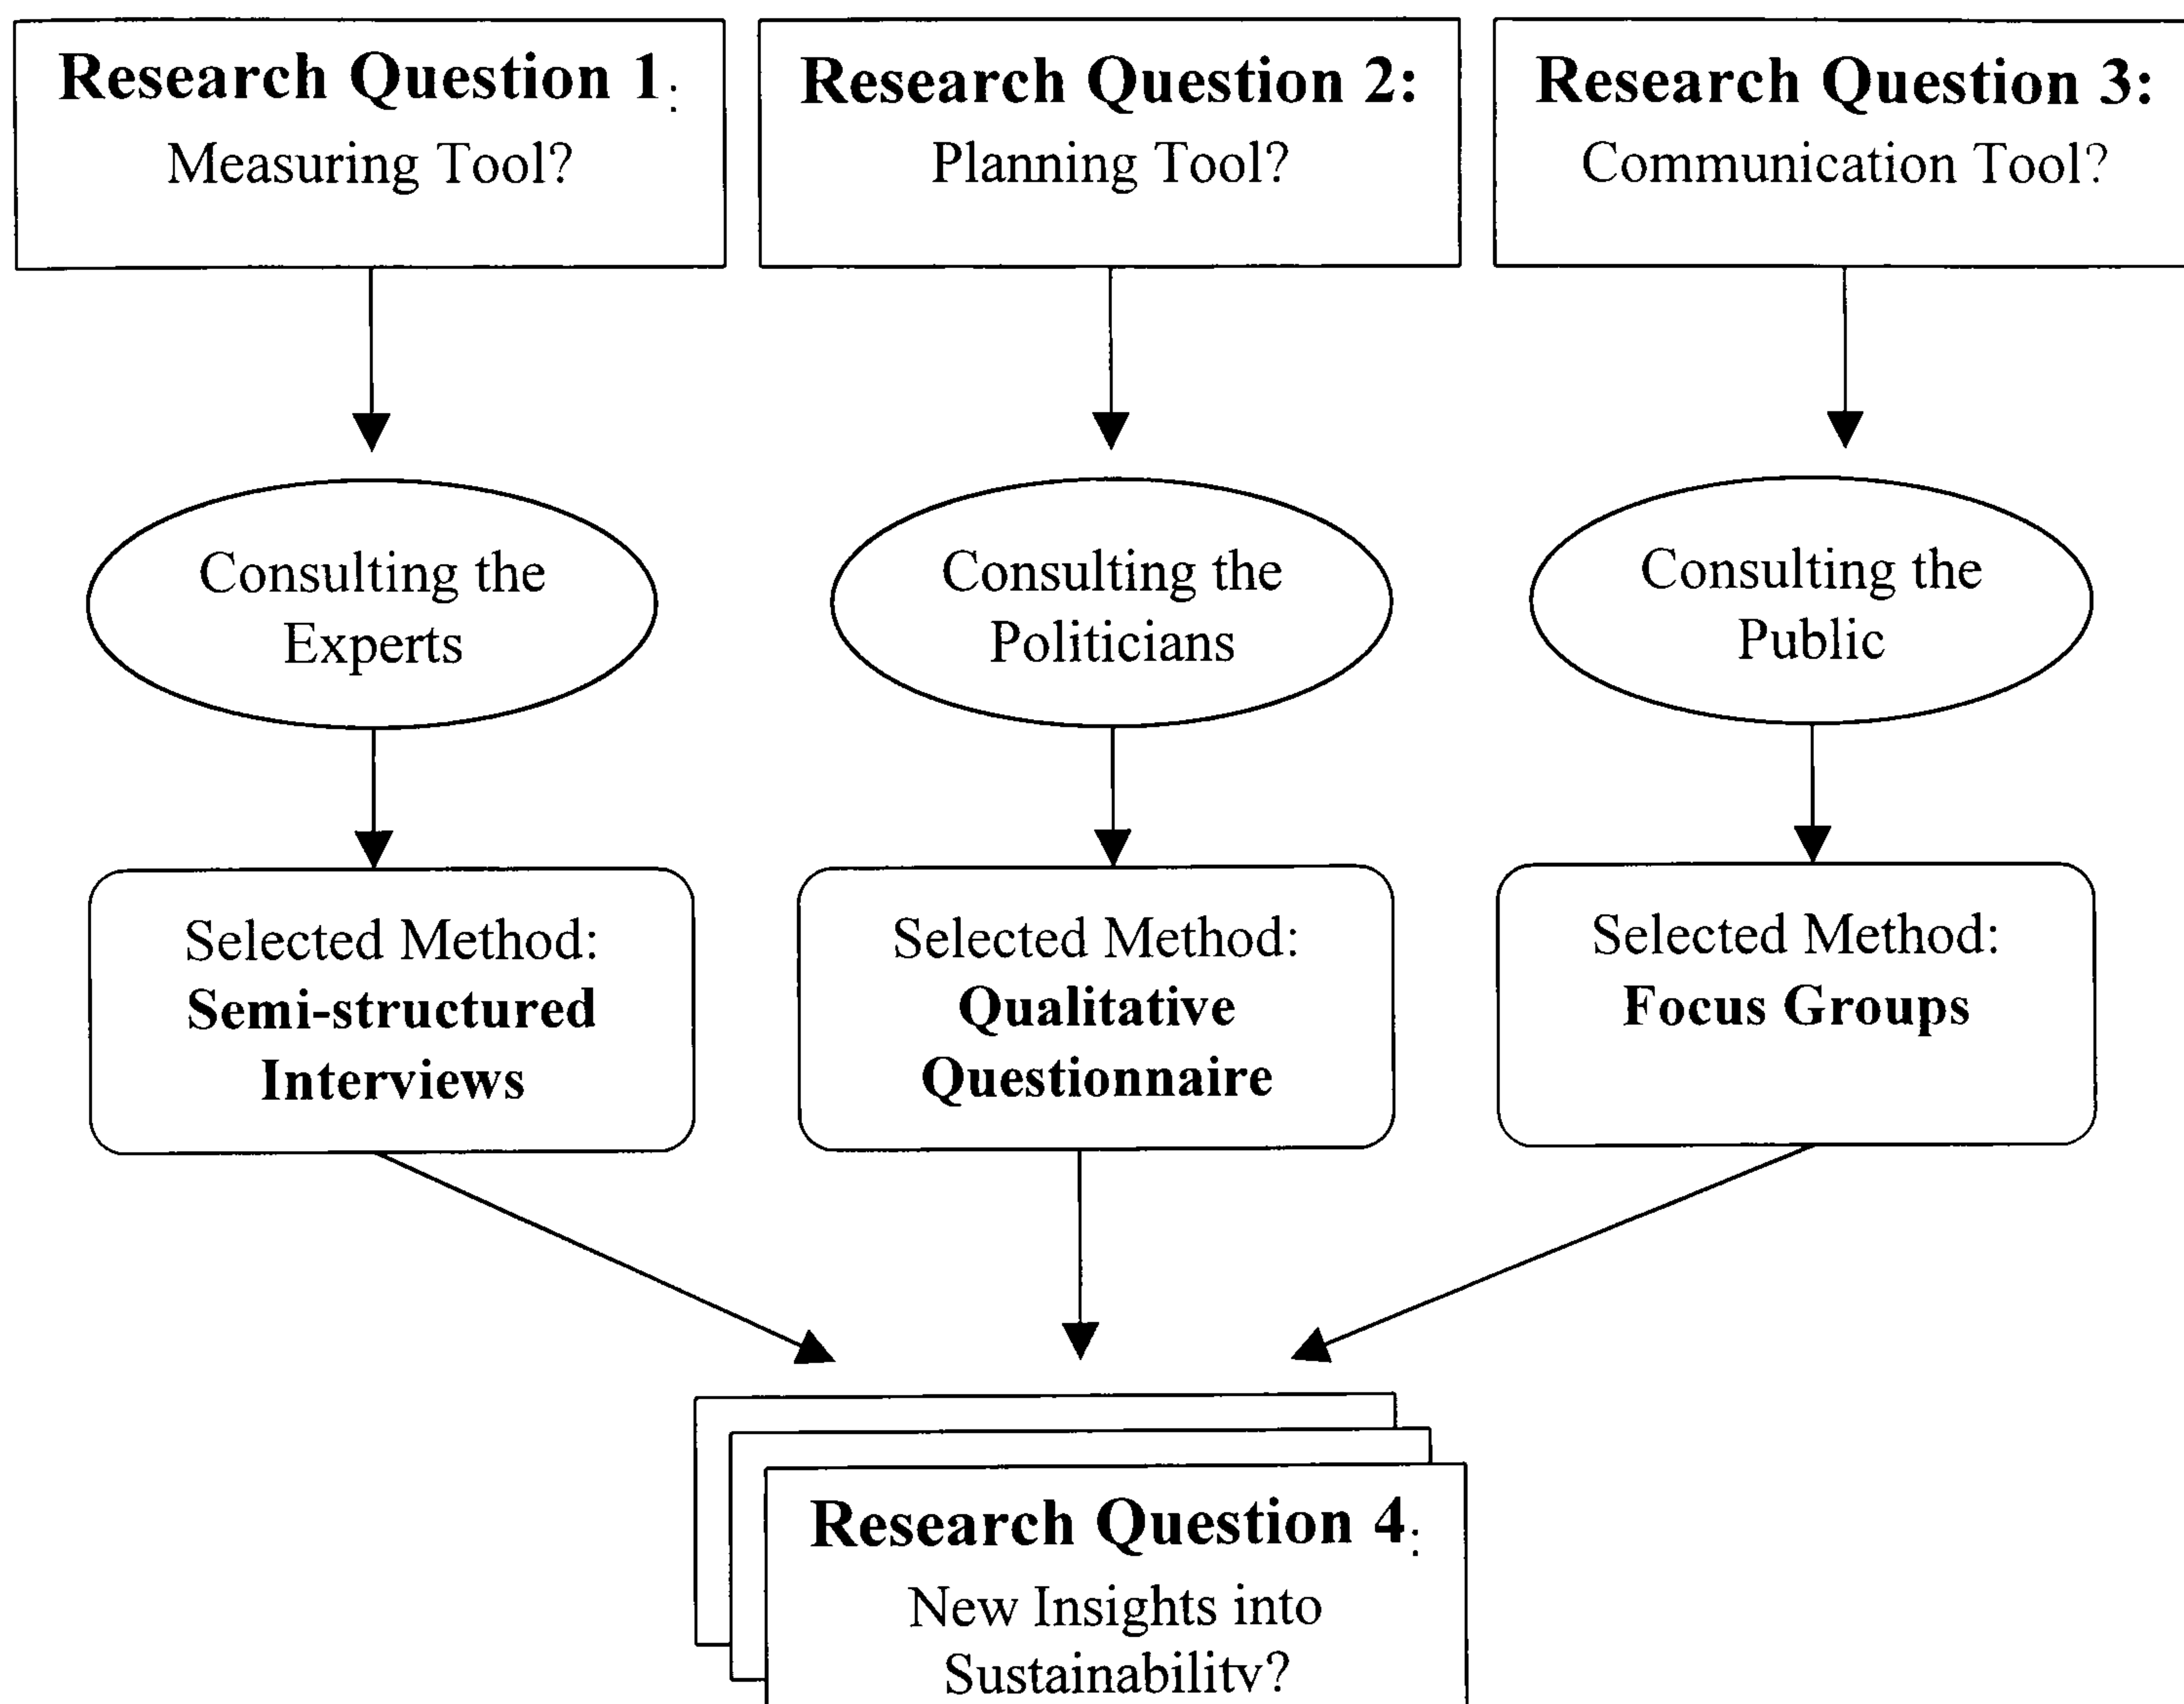 Research Question 1:
Measuring Tool?
Research Question 2:
Planning Tool?
Research Question 3:
Communication Tool?
Consulting the
Experts
Consulting the
Politicians
Consulting the
Public
Selected Method:
Semi-structured
Interviews
Selected Method:
Qualitative
Questionnaire
Selected Method:
Focus Groups
Research Question 4:
New Insights into
Sustainability?